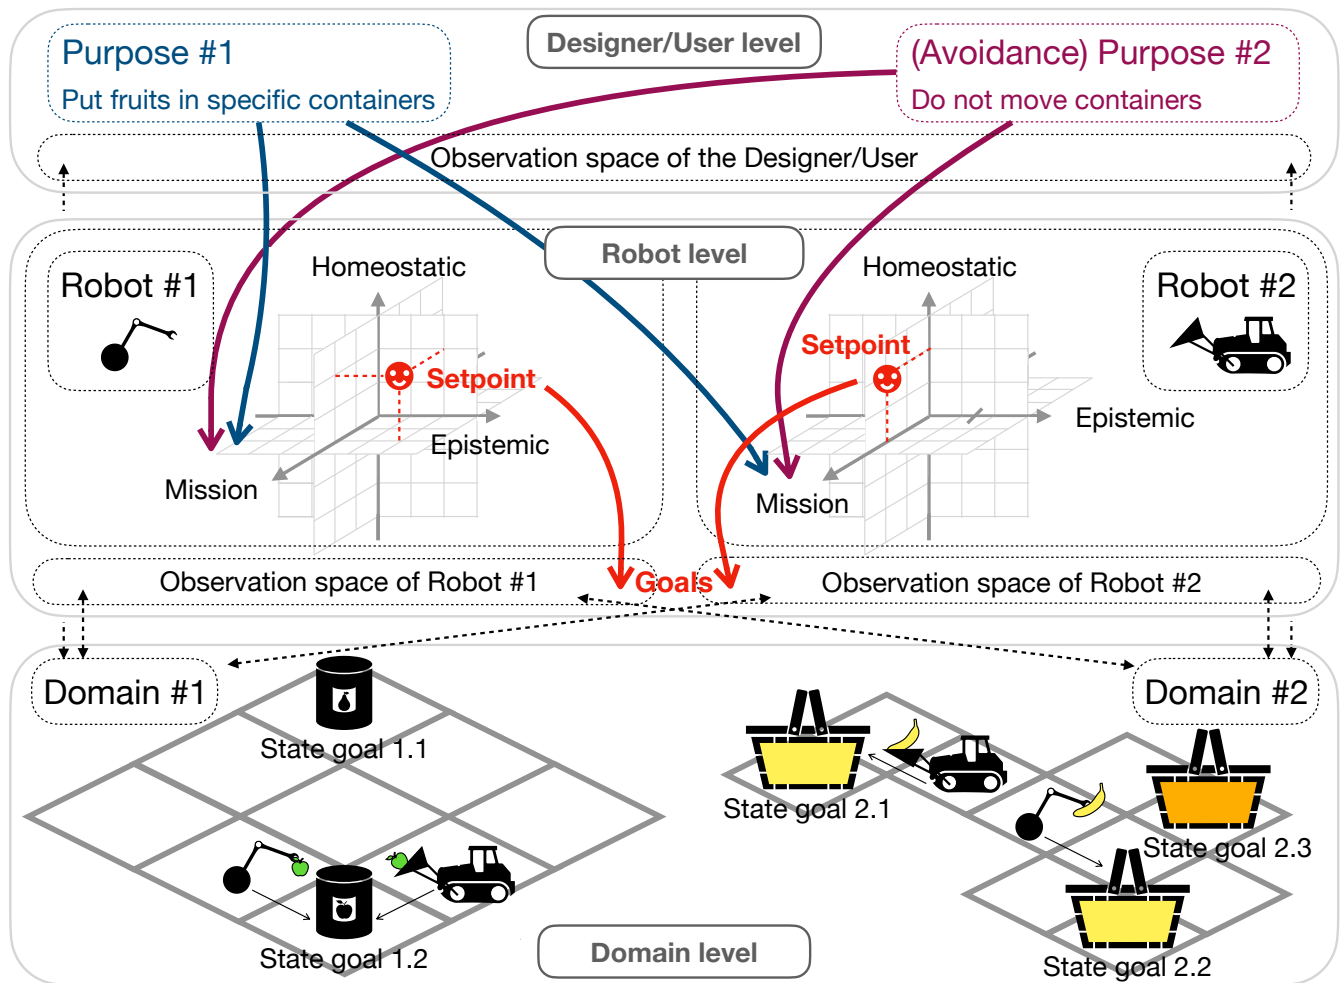 Designer/User level
Purpose #1
Put fruits in specific containers
(Avoidance) Purpose #2
Do not move containers
Observation space of the Designer/User
Robot level
Robot #1
Homeostatic
Setpoint
Epistemic
Mission
Homeostatic
Robot #2
Setpoint
Epistemic
Mission
Observation space of Robot #1
Goals
Observation space of Robot #2
Domain #1
State goal 1.1
State goal 1.2
Domain #2
State goal 2.1
State goal 2.3
State goal 2.2
Domain level